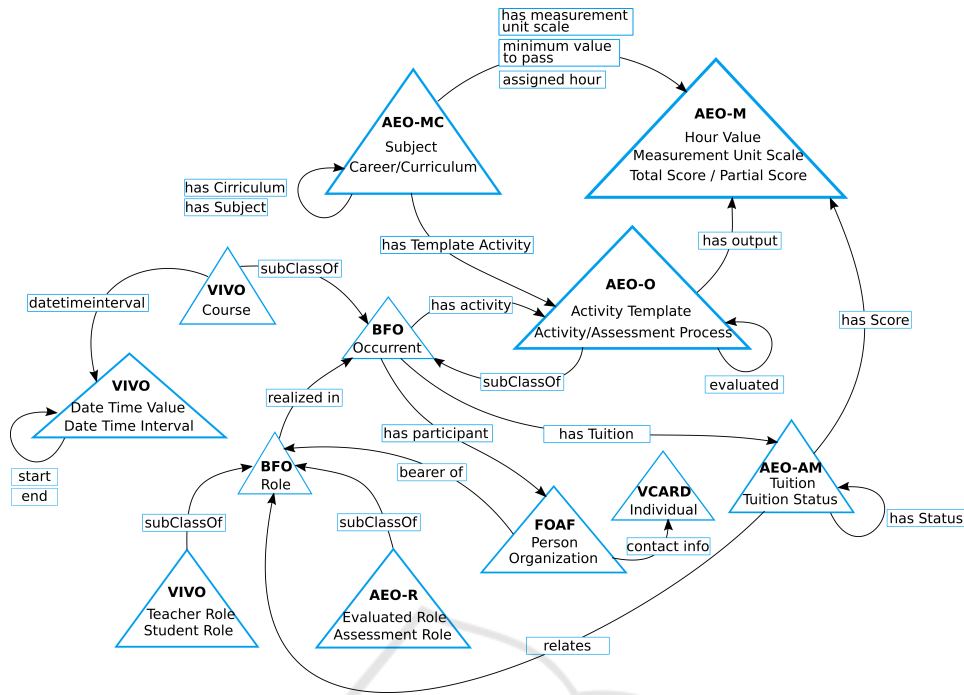 has measurement
unit scale
minimum value
to pass
assigned hour
AEO-MC
Subject
Career/Curriculum
AEO-M
Hour Value
Measurement Unit Scale
Total Score / Partial Score
has Cirriculum
has Subject
has Template Activity
has output
subClassOf
VIVO
Course
datetimeinterval
AEO-O
Activity Template
Activity/Assessment Process
has activity
BFO
Occurrent
has Score
subClassOf
evaluated
VIVO
Date Time Value
Date Time Interval
realized in
has participant
has Tuition
start
end
BFO
Role
bearer of
AEO-AM
Tuition
Tuition Status
VCARD
Individual
has Status
subClassOf
subClassOf
FOAF
Person
Organization
contact info
VIVO
Teacher Role
Student Role
AEO-R
Evaluated Role
Assessment Role
relates